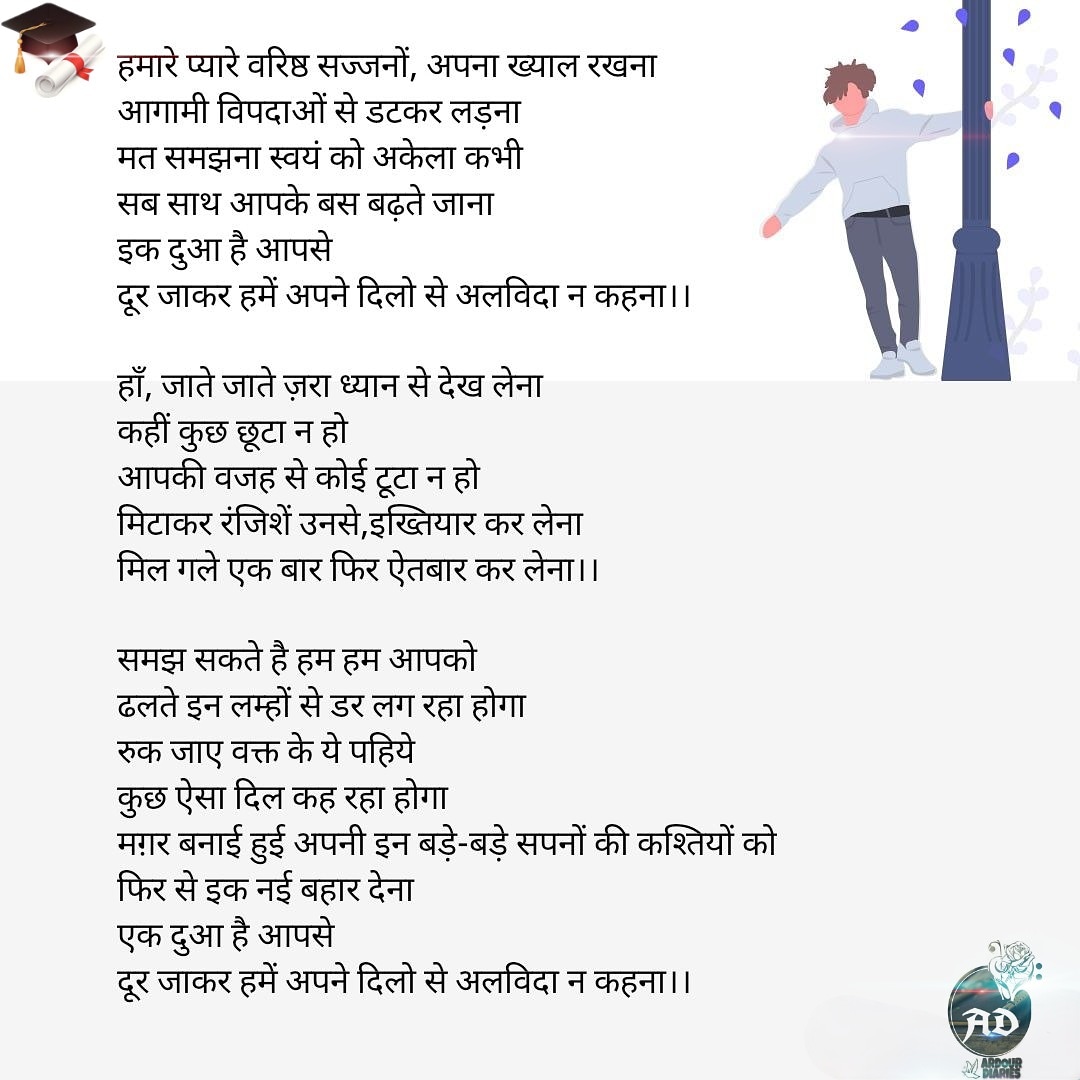 हमारे प्यारे वरिष्ठ सज्जनों, अपना ख्याल रखना
आगामी विपदाओं से डटकर लड़ना
मत समझना स्वयं को अकेला कभी
सब साथ आपके बस बढ़ते जाना
इक दुआ है आपसे
दूर जाकर हमें अपने दिलो से अलविदा न कहना।।
हाँ, जाते जाते ज़रा ध्यान से देख लेना
कहीं कुछ छूटा न हो
आपकी वजह से कोई टूटा न हो
मिटाकर रंजिशें उनसे,इख्तियार कर लेना
मिल गले एक बार फिर ऐतबार कर लेना।।
समझ सकते है हम हम आपको
ढलते इन लम्हों से डर लग रहा होगा
रुक जाए वक्त के ये पहिये
कुछ ऐसा दिल कह रहा होगा
मग़र बनाई हुई अपनी इन बड़े-बड़े सपनों की कश्तियों को
फिर से इक नई बहार देना
एक दुआ है आपसे
दूर जाकर हमें अपने दिलो से अलविदा न कहना।।
AD
ARDOUR
DIARIES